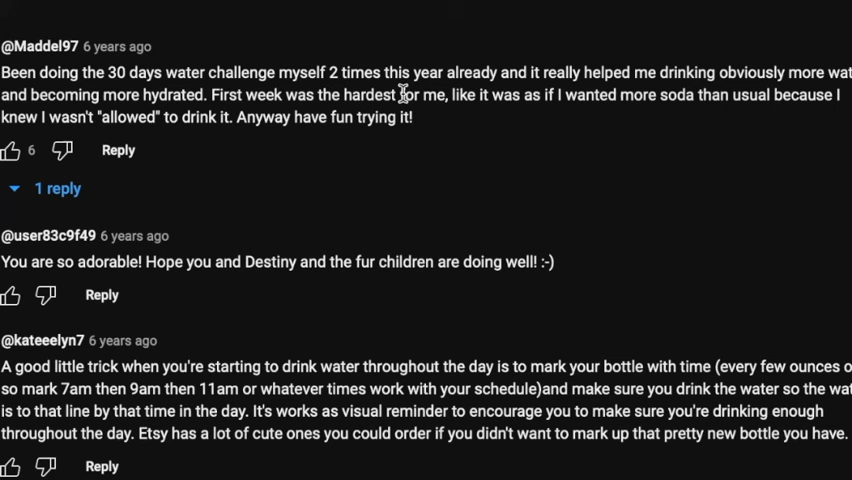 @Maddel97 6 years ago
Been doing the 30 days water challenge myself 2 times this year already and it really helped me drinking obviously more wat
and becoming more hydrated. First week was the hardest for me, like it was as if I wanted more soda than usual because I
knew I wasn't "allowed" to drink it. Anyway have fun trying it!
6 Reply
1 reply
@user83c9f49 6 years ago
You are so adorable! Hope you and Destiny and the fur children are doing well! :-)
Reply
@kateeelyn7 6 years ago
A good little trick when you're starting to drink water throughout the day is to mark your bottle with time (every few ounces o
so mark 7am then 9am then 11am or whatever times work with your schedule)and make sure you drink the water so the wat
is to that line by that time in the day. It's works as visual reminder to encourage you to make sure you're drinking enough
throughout the day. Etsy has a lot of cute ones you could order if you didn't want to mark up that pretty new bottle you have.
Reply